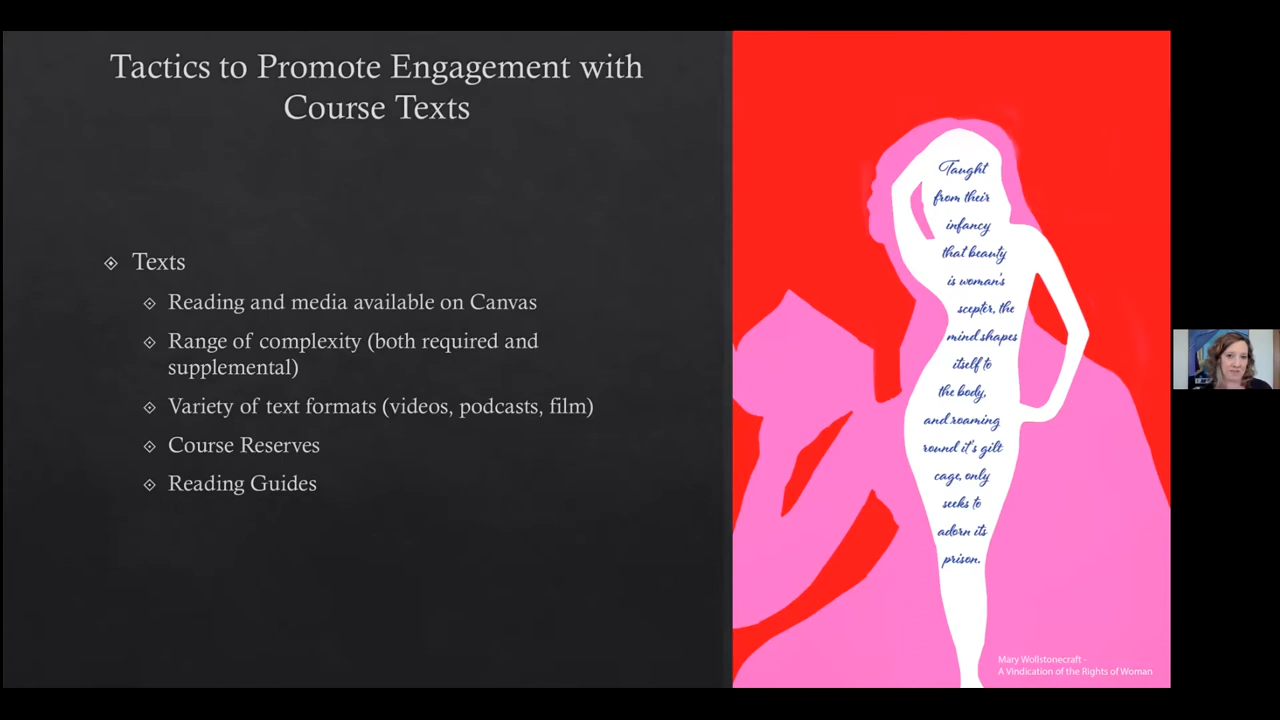 Tactics to Promote Engagement with
Course Texts
Texts
Reading and media available on Canvas
Range of complexity (both required and
supplemental)
Variety of text formats (videos, podcasts, film)
Course Reserves
Reading Guides
Taught
from their
infancy
that beauty
is woman's
scepter, the
mind shapes
itself to
the body,
and roaming
round it's gilt
cage, only
seeks to
adorn its
prison.
Mary Wollstonecraft -
A Vindication of the Rights of Woman